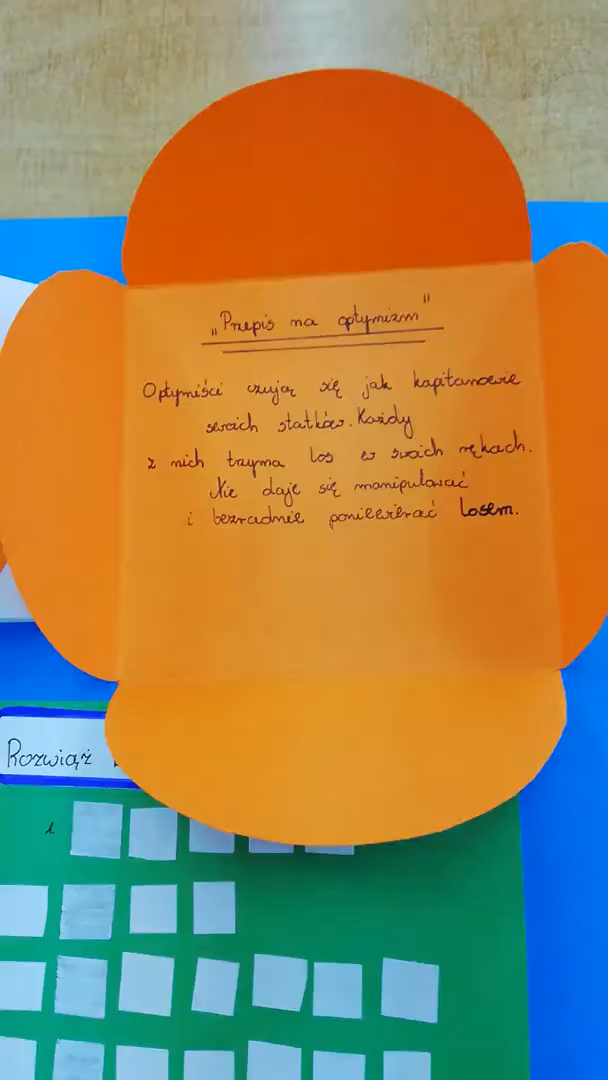 „Przepis na optymizm"
Optymiści czują się jak kapitanowie
swoich statków. Każdy
z nich trzyma los w swoich rękach.
Nie daje się manipulować
i bezradnie poniewierać losem.
Rozwiąż
1